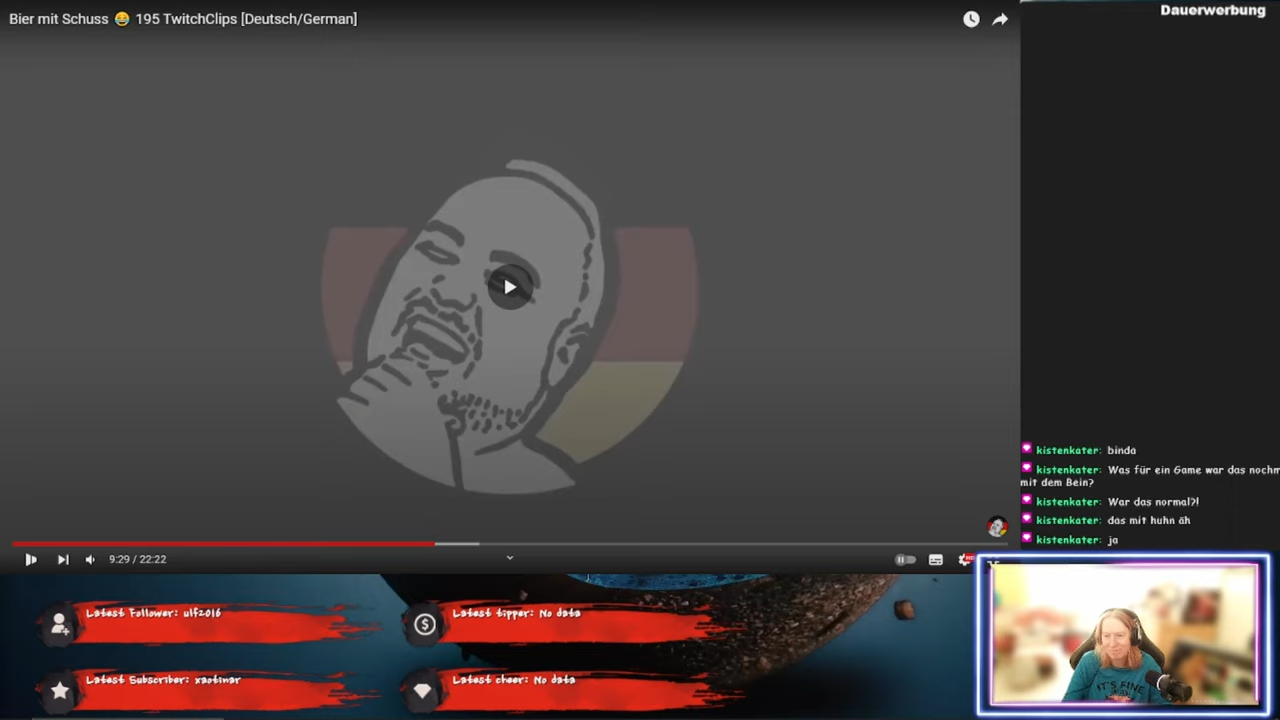 Bier mit Schuss 😂 195 TwitchClips [Deutsch/German]
Dauerwerbung
kistenkater: binda
kistenkater: Was für ein Game war das nochm
mit dem Bein?
kistenkater: War das normal?!
kistenkater: das mit huhn äh
kistenkater: ja
9:29 / 22:22
Latest Follower: ulf2016
Latest tipper: No data
Latest Subscriber: xactinar
Latest cheer: No data
IT'S FINE